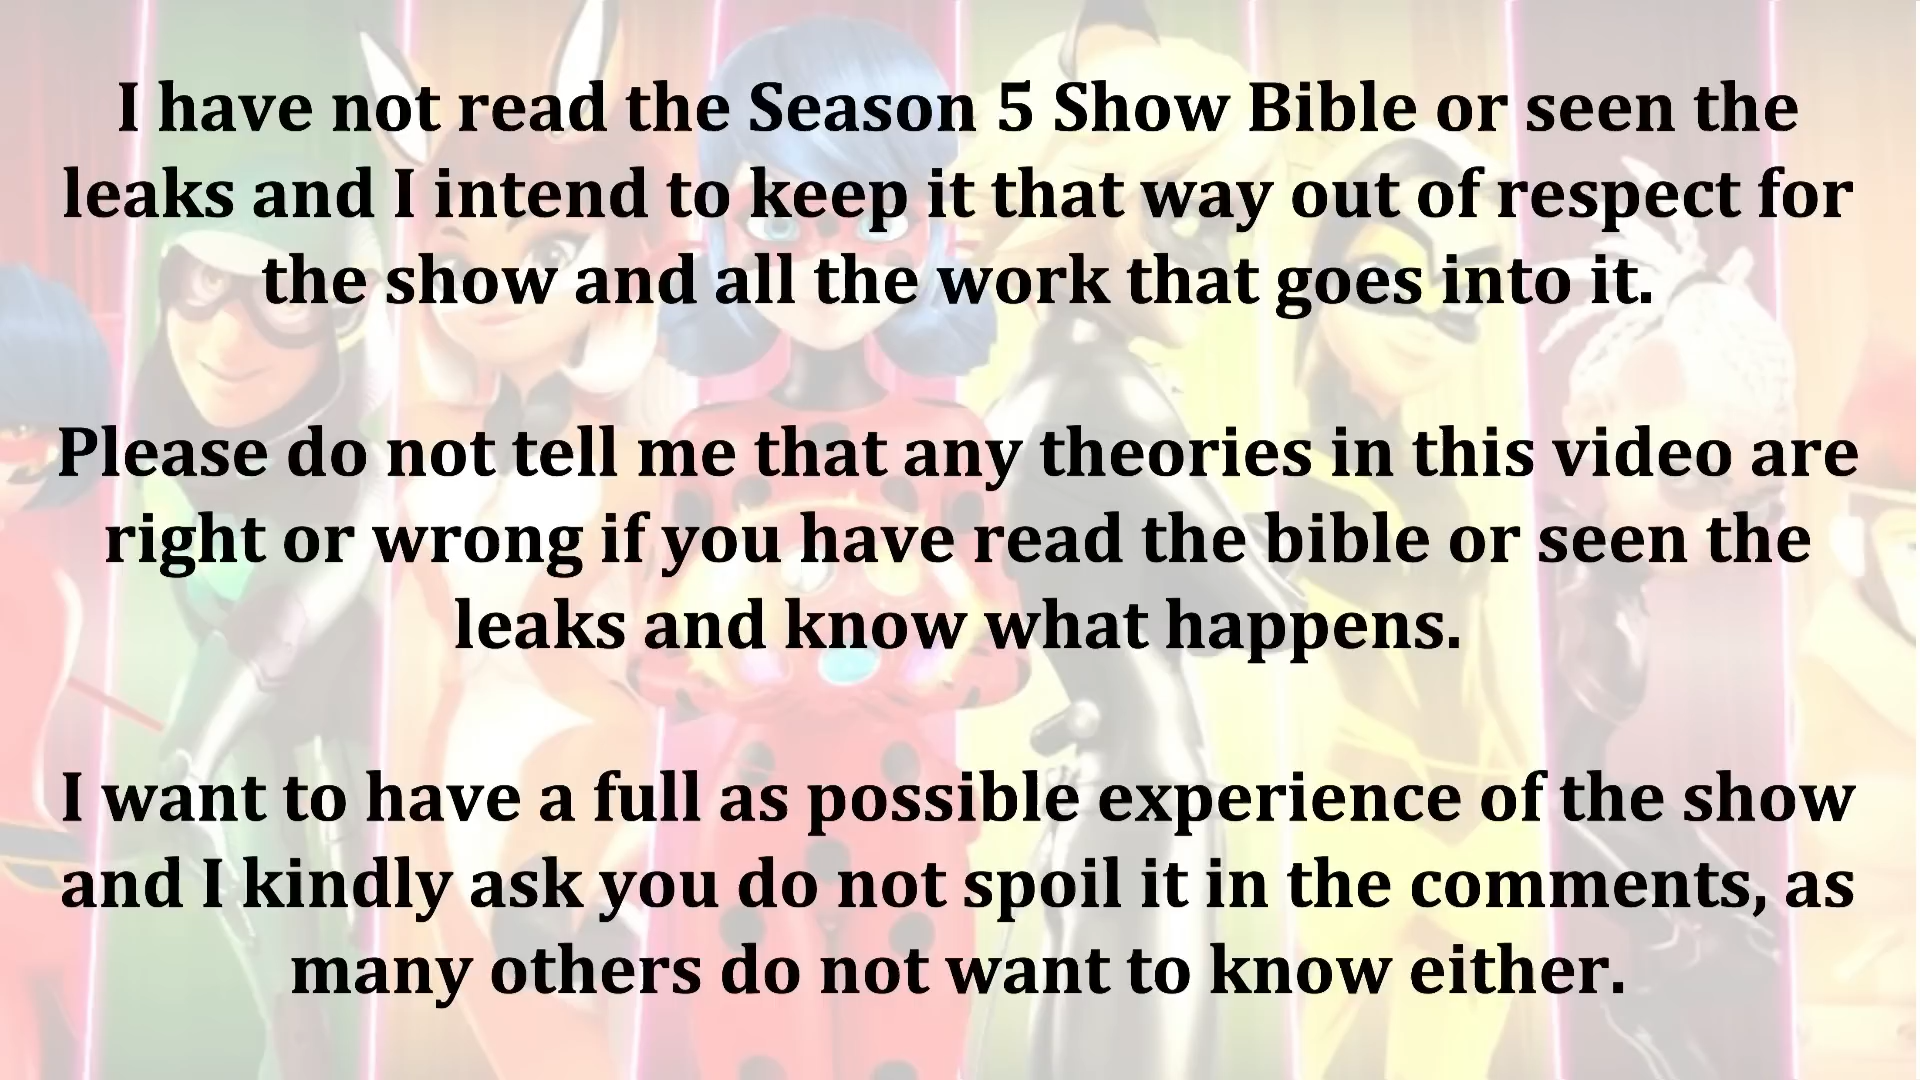 I have not read the Season 5 Show Bible or seen the
leaks and I intend to keep it that way out of respect for
the show and all the work that goes into it.
Please do not tell me that any theories in this video are
right or wrong if you have read the bible or seen the
leaks and know what happens.
I want to have a full as possible experience of the show
and I kindly ask you do not spoil it in the comments, as
many others do not want to know either.